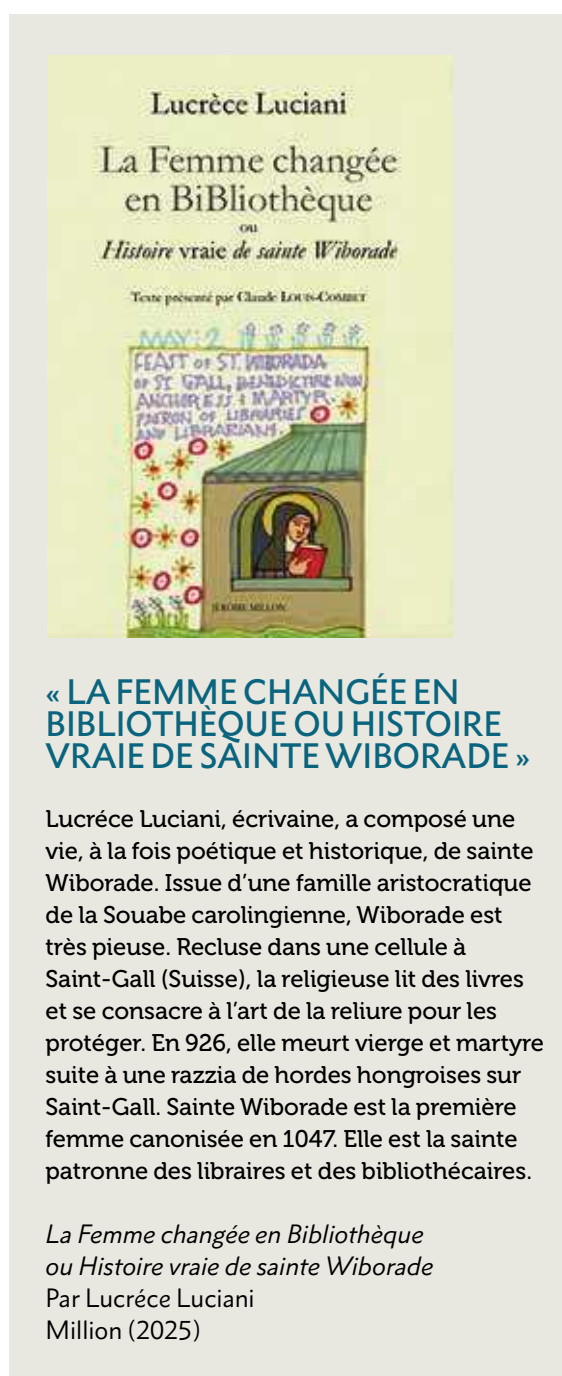 Lucrèce Luciani
La Femme changée
en BiBliothèque
ou
Histoire vraie de sainte Wiborade
Texte présenté par Claude Louis-Combet
MAY: 2
FEAST OF ST. WIBORADA
OF ST. GALL, BENEDICTINE NUN
ANCHORESS & MARTYR.
PATRON OF LIBRARIES
AND LIBRARIANS.
JÉRÔME MILLON
« LA FEMME CHANGÉE EN
BIBLIOTHÈQUE OU HISTOIRE
VRAIE DE SAINTE WIBORADE »
Lucréce Luciani, écrivaine, a composé une
vie, à la fois poétique et historique, de sainte
Wiborade. Issue d’une famille aristocratique
de la Souabe carolingienne, Wiborade est
très pieuse. Recluse dans une cellule à
Saint-Gall (Suisse), la religieuse lit des livres
et se consacre à l’art de la reliure pour les
protéger. En 926, elle meurt vierge et martyre
suite à une razzia de hordes hongroises sur
Saint-Gall. Sainte Wiborade est la première
femme canonisée en 1047. Elle est la sainte
patronne des libraires et des bibliothécaires.
La Femme changée en Bibliothèque
ou Histoire vraie de sainte Wiborade
Par Lucréce Luciani
Million (2025)